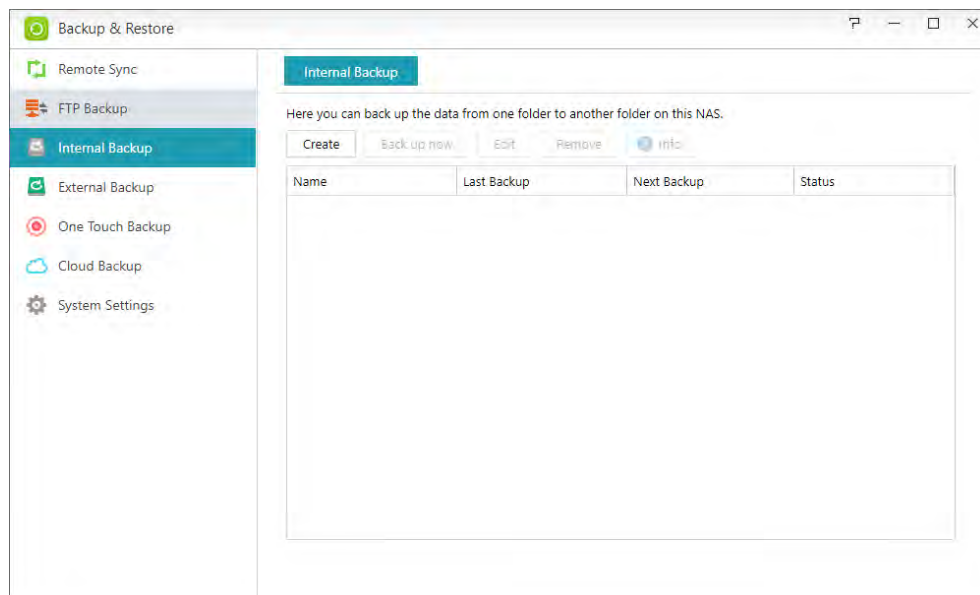 Backup & Restore
Remote Sync
FTP Backup
Internal Backup
External Backup
One Touch Backup
Cloud Backup
System Settings
Internal Backup
Here you can back up the data from one folder to another folder on this NAS.
Create Back up now Edit Remove Info
Name Last Backup Next Backup Status